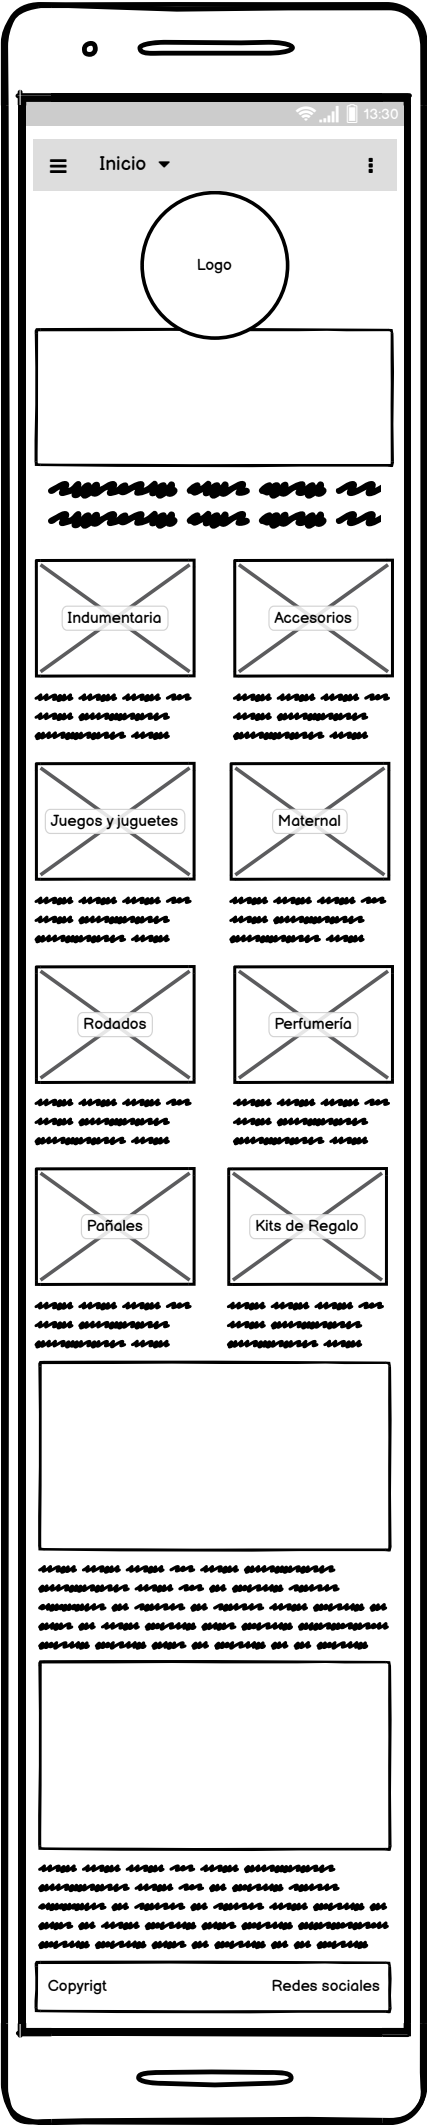 13:30
Inicio
Logo
Indumentaria
Accesorios
Juegos y juguetes
Maternal
Rodados
Perfumería
Pañales
Kits de Regalo
Copyrigt
Redes sociales